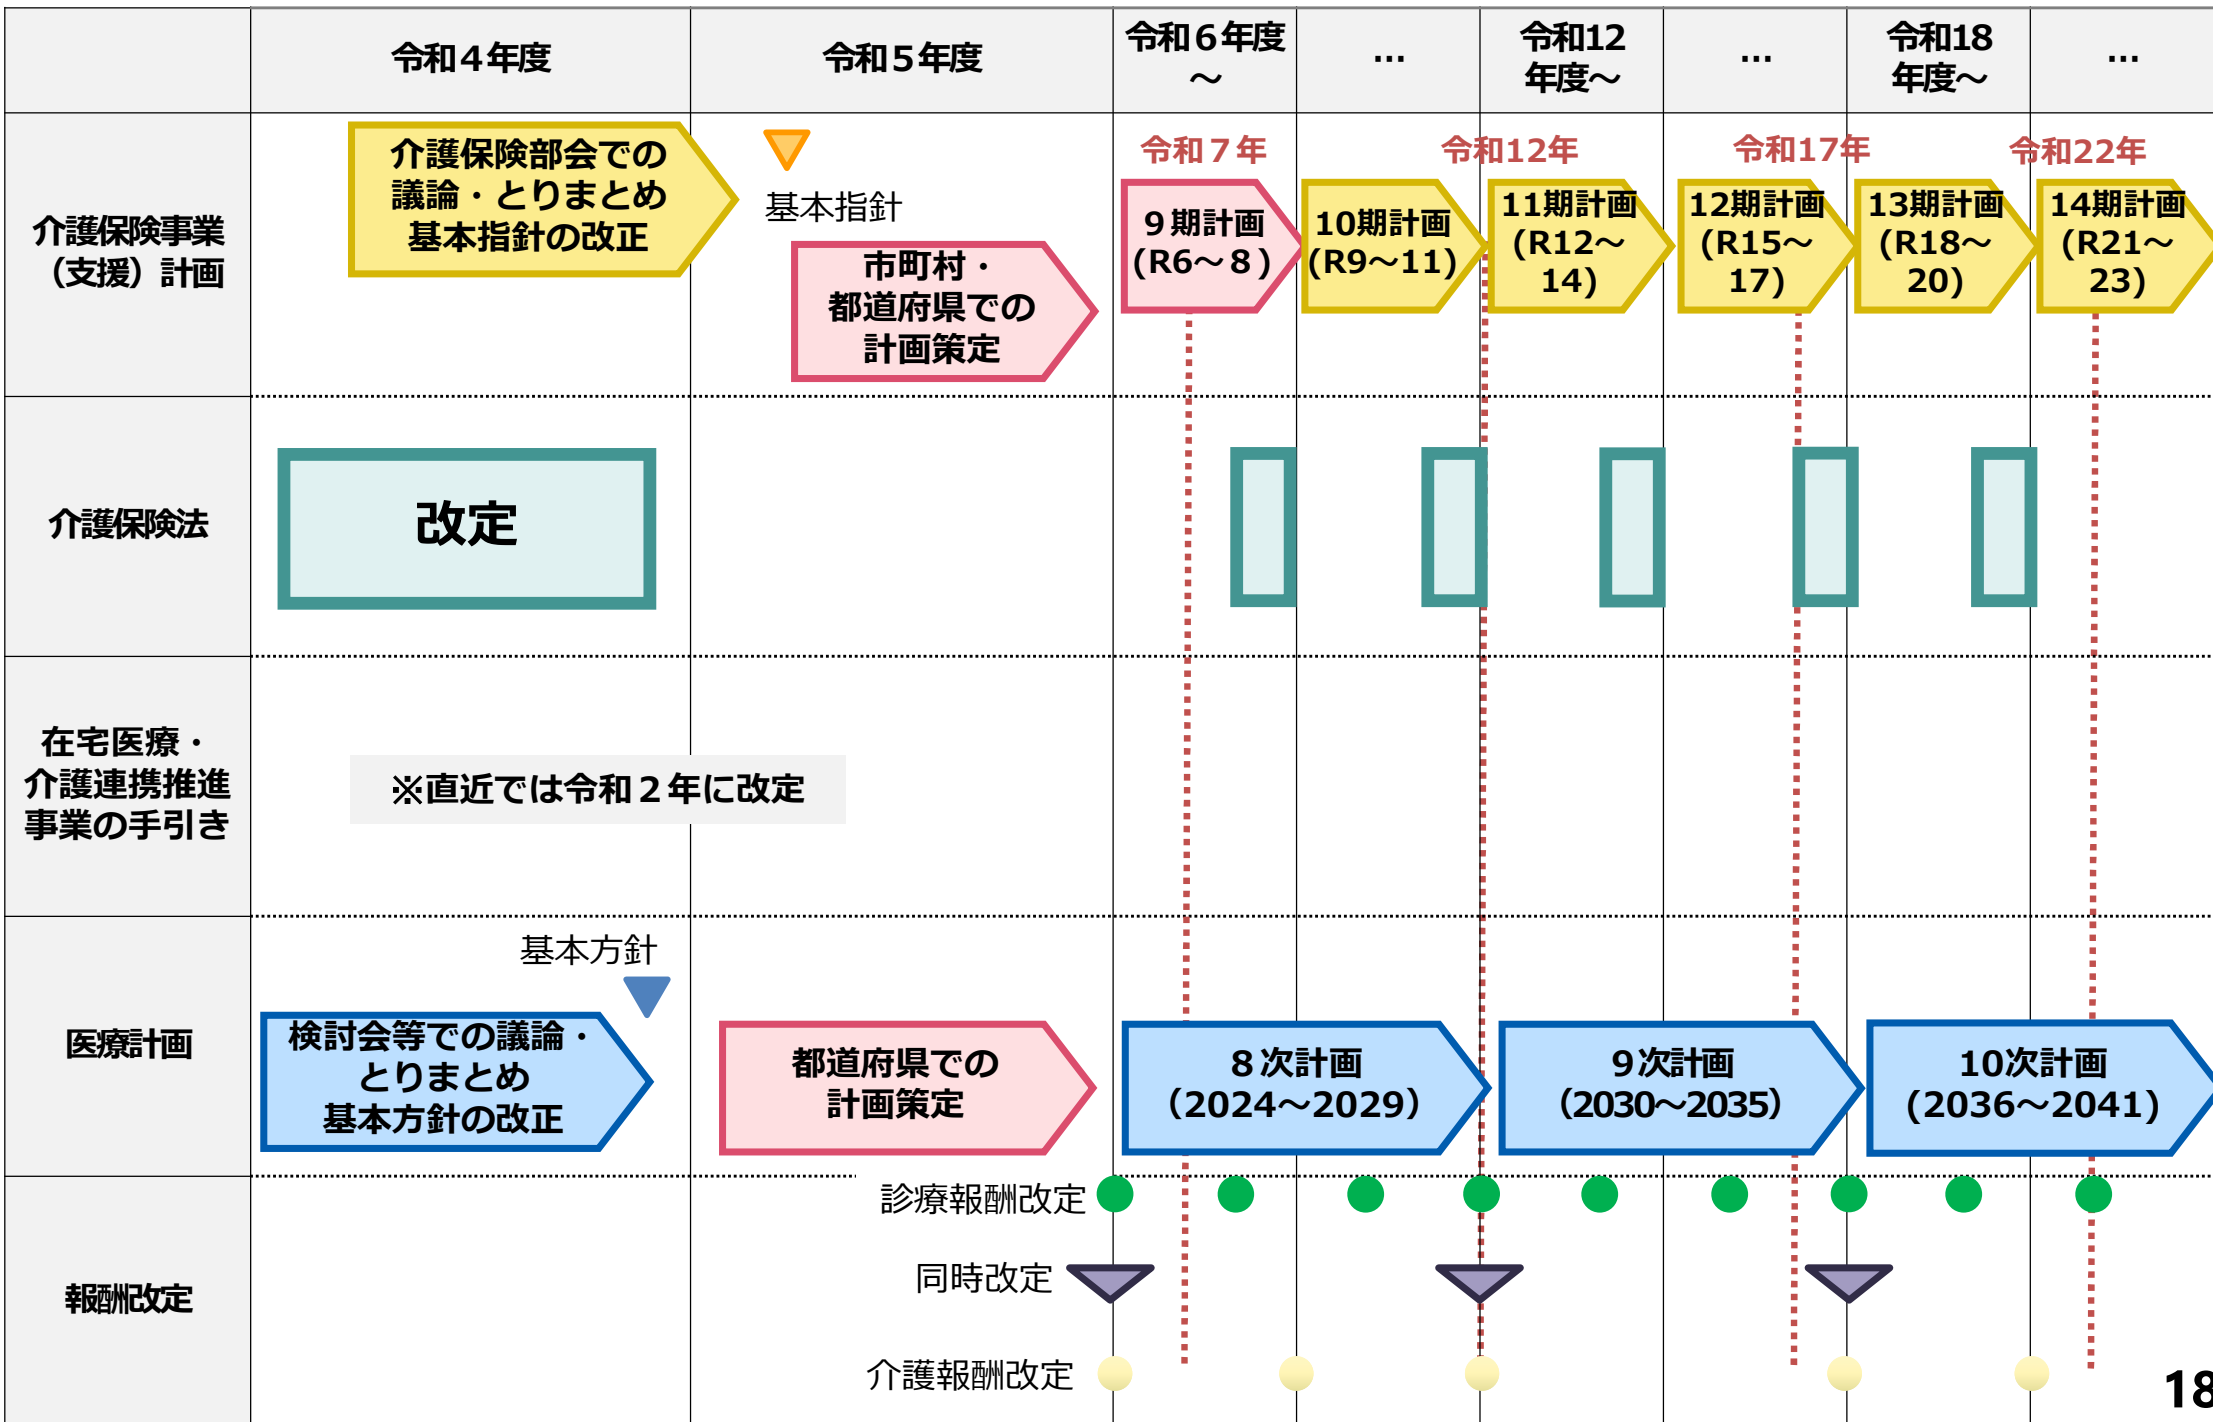 令和４年度
令和５年度
令和６年度
～
…
令和12
年度～
…
令和18
年度～
…
介護保険事業
（支援）計画
介護保険部会での
議論・とりまとめ
基本指針の改正
基本指針
市町村・
都道府県での
計画策定
令和７年
令和12年
令和17年
令和22年
９期計画
(R6～８)
10期計画
(R9～11)
11期計画
(R12～
14)
12期計画
(R15～
17)
13期計画
(R18～
20)
14期計画
(R21～
23)
介護保険法
改定
在宅医療・
介護連携推進
事業の手引き
※直近では令和２年に改定
医療計画
基本方針
検討会等での議論・
とりまとめ
基本方針の改正
都道府県での
計画策定
８次計画
（2024～2029）
９次計画
（2030～2035）
10次計画
(2036～2041)
報酬改定
診療報酬改定
同時改定
介護報酬改定
18